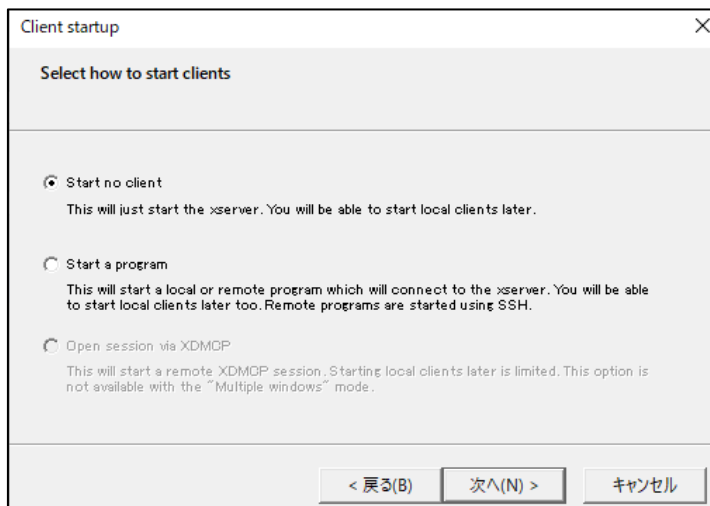 Client startup
Select how to start clients
Start no client
This will just start the xserver. You will be able to start local clients later.
Start a program
This will start a local or remote program which will connect to the xserver. You will be able
to start local clients later too. Remote programs are started using SSH.
Open session via XDMCP
This will start a remote XDMCP session. Starting local clients later is limited. This option is
not available with the "Multiple windows" mode.
< 戻る(B) 次へ(N) > キャンセル